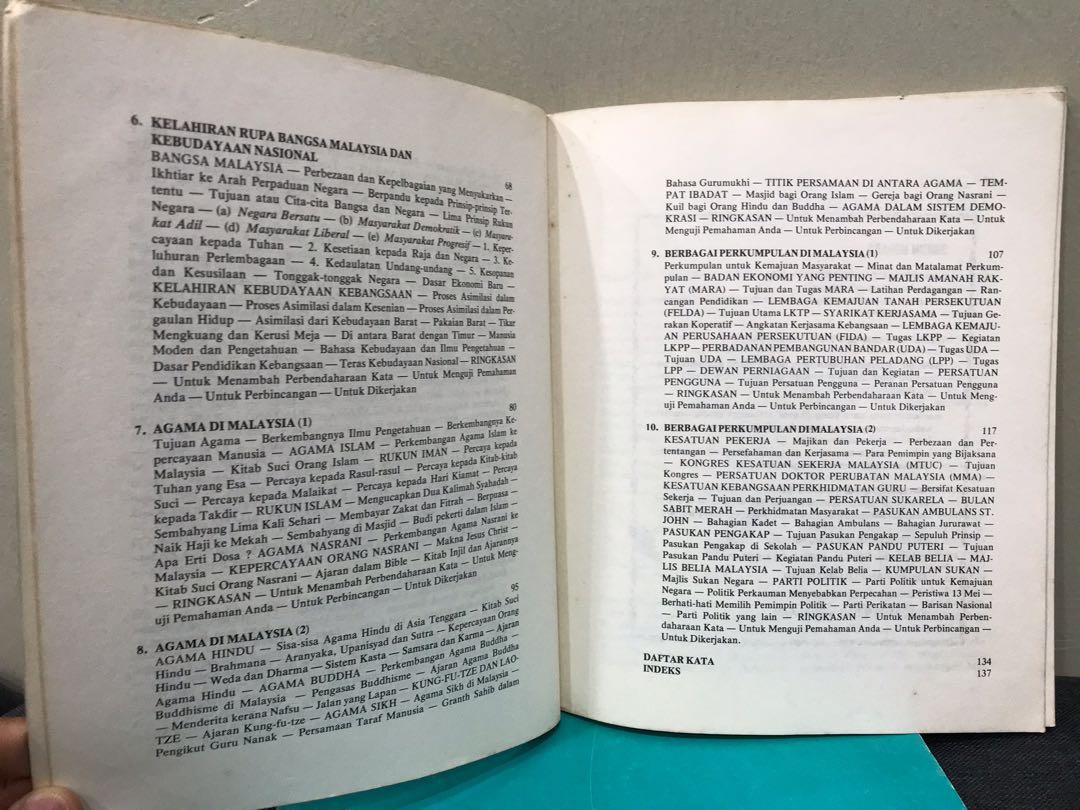 6. KELAHIRAN RUPA BANGSA MALAYSIA DAN
KEBUDAYAAN NASIONAL 68
BANGSA MALAYSIA — Perbezaan dan Kepelbagaian yang Menyukarkan —
Ikhtiar ke Arah Perpaduan Negara — Berpandu kepada Prinsip-prinsip Ter-
tentu — Tujuan atau Cita-cita Bangsa dan Negara — Lima Prinsip Rukun
Negara — (a) Negara Bersatu — (b) Masyarakat Demokratik — (c) Masyara-
kat Adil — (d) Masyarakat Liberal — (e) Masyarakat Progresif — 1. Keper-
cayaan kepada Tuhan — 2. Kesetiaan kepada Raja dan Negara — 3. Ke-
luhuran Perlembagaan — 4. Kedaulatan Undang-undang — 5. Kesopanan
dan Kesusilaan — Tonggak-tonggak Negara — Dasar Ekonomi Baru —
KELAHIRAN KEBUDAYAAN KEBANGSAAN — Proses Asimilasi dalam
Kebudayaan — Proses Asimilasi dalam Kesenian — Proses Asimilasi dalam Per-
gaulan Hidup — Asimilasi dari Kebudayaan Barat — Pakaian Barat — Tikar
Mengkuang dan Kerusi Meja — Di antara Barat dengan Timur — Manusia
Moden dan Pengetahuan — Bahasa Kebudayaan dan Ilmu Pengetahuan —
Dasar Pendidikan Kebangsaan — Teras Kebudayaan Nasional — RINGKASAN
— Untuk Menambah Perbendaharaan Kata — Untuk Menguji Pemahaman
Anda — Untuk Perbincangan — Untuk Dikerjakan
7. AGAMA DI MALAYSIA (1) 80
Tujuan Agama — Berkembangnya Ilmu Pengetahuan — Berkembangnya Ke-
percayaan Manusia — AGAMA ISLAM — Perkembangan Agama Islam ke
Malaysia — Kitab Suci Orang Islam — RUKUN IMAN — Percaya kepada
Tuhan yang Esa — Percaya kepada Rasul-rasul — Percaya kepada Kitab-kitab
Suci — Percaya kepada Malaikat — Percaya kepada Hari Kiamat — Percaya
kepada Takdir — RUKUN ISLAM — Mengucapkan Dua Kalimah Syahadah —
Sembahyang Lima Kali Sehari — Membayar Zakat dan Fitrah — Berpuasa —
Naik Haji ke Mekah — Sembahyang di Masjid — Budi pekerti dalam Islam —
Apa Erti Dosa ? AGAMA NASRANI — Perkembangan Agama Nasrani ke
Malaysia — KEPERCAYAAN ORANG NASRANI — Makna Jesus Christ —
Kitab Suci Orang Nasrani — Ajaran dalam Bible — Kitab Injil dan Ajarannya
— RINGKASAN — Untuk Menambah Perbendaharaan Kata — Untuk Meng-
uji Pemahaman Anda — Untuk Perbincangan — Untuk Dikerjakan
8. AGAMA DI MALAYSIA (2) 95
AGAMA HINDU — Sisa-sisa Agama Hindu di Asia Tenggara — Kitab Suci
Hindu — Brahmana — Aranyaka, Upanisyad dan Sutra — Kepercayaan Orang
Hindu — Weda dan Dharma — Sistem Kasta — Samsara dan Karma — Ajaran
Agama Hindu — AGAMA BUDDHA — Perkembangan Agama Buddha —
Buddhisme di Malaysia — Pengasas Buddhisme — Ajaran Agama Buddha
— Menderita kerana Nafsu — Jalan yang Lapan — KUNG-FU-TZE DAN LAO-
TZE — Ajaran Kung-fu-tze — AGAMA SIKH — Agama Sikh di Malaysia —
Pengikut Guru Nanak — Persamaan Taraf Manusia — Granth Sahib dalam
Bahasa Gurumukhi — TITIK PERSAMAAN DI ANTARA AGAMA — TEM-
PAT IBADAT — Masjid bagi Orang Islam — Gereja bagi Orang Nasrani —
Kuil bagi Orang Hindu dan Buddha — AGAMA DALAM SISTEM DEMO-
KRASI — RINGKASAN — Untuk Menambah Perbendaharaan Kata — Untuk
Menguji Pemahaman Anda — Untuk Perbincangan — Untuk Dikerjakan
9. BERBAGAI PERKUMPULAN DI MALAYSIA (1) 107
Perkumpulan untuk Kemajuan Masyarakat — Minat dan Matalamat Perkum-
pulan — BADAN EKONOMI YANG PENTING — MAJLIS AMANAH RAK-
YAT (MARA) — Tujuan dan Tugas MARA — Latihan Perdagangan — Ran-
cangan Pendidikan — LEMBAGA KEMAJUAN TANAH PERSEKUTUAN
(FELDA) — Tujuan Utama LKTP — SYARIKAT KERJASAMA — Tujuan Ge-
rakan Koperatif — Angkatan Kerjasama Kebangsaan — LEMBAGA KEMAJU-
AN PERUSAHAAN PERSEKUTUAN (FIDA) — Tugas LKPP — Kegiatan
LKPP — PERBADANAN PEMBANGUNAN BANDAR (UDA) — Tugas UDA —
Tujuan UDA — LEMBAGA PERTUBUHAN PELADANG (LPP) — Tugas
LPP — DEWAN PERNIAGAAN — Tujuan dan Kegiatan — PERSATUAN
PENGGUNA — Tujuan Persatuan Pengguna — Peranan Persatuan Pengguna
— RINGKASAN — Untuk Menambah Perbendaharaan Kata — Untuk Meng-
uji Pemahaman Anda — Untuk Perbincangan — Untuk Dikerjakan
10. BERBAGAI PERKUMPULAN DI MALAYSIA (2) 117
KESATUAN PEKERJA — Majikan dan Pekerja — Perbezaan dan Per-
tentangan — Persefahaman dan Kerjasama — Para Pemimpin yang Bijaksana
— KONGRES KESATUAN SEKERJA MALAYSIA (MTUC) — Tujuan
Kongres — PERSATUAN DOKTOR PERUBATAN MALAYSIA (MMA) —
KESATUAN KEBANGSAAN PERKHIDMATAN GURU — Bersifat Kesatuan
Sekerja — Tujuan dan Perjuangan — PERSATUAN SUKARELA — BULAN
SABIT MERAH — Perkhidmatan Masyarakat — PASUKAN AMBULANS ST.
JOHN — Bahagian Kadet — Bahagian Ambulans — Bahagian Jururawat —
PASUKAN PENGAKAP — Tujuan Pasukan Pengakap — Sepuluh Prinsip —
Pasukan Pengakap di Sekolah — PASUKAN PANDU PUTERI — Tujuan
Pasukan Pandu Puteri — Kegiatan Pandu Puteri — KELAB BELIA — MAJ-
LIS BELIA MALAYSIA — Tujuan Kelab Belia — KUMPULAN SUKAN —
Majlis Sukan Negara — PARTI POLITIK — Parti Politik untuk Kemajuan
Negara — Politik Perkauman Menyebabkan Perpecahan — Peristiwa 13 Mei —
Berhati-hati Memilih Pemimpin Politik — Parti Perikatan — Barisan Nasional
— Parti Politik yang lain — RINGKASAN — Untuk Menambah Perben-
daharaan Kata — Untuk Menguji Pemahaman Anda — Untuk Perbincangan —
Untuk Dikerjakan.
DAFTAR KATA 134
INDEKS 137